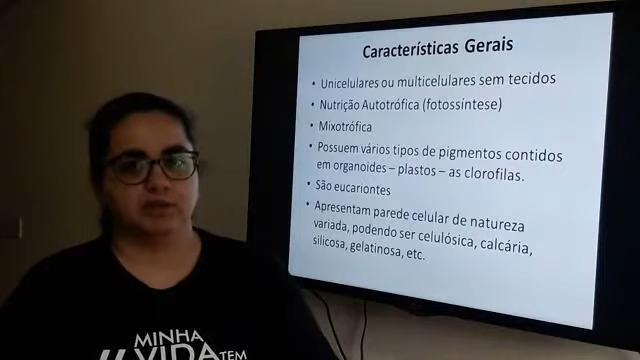 Características Gerais
• Unicelulares ou multicelulares sem tecidos
• Nutrição Autotrófica (fotossíntese)
• Mixotrófica
• Possuem vários tipos de pigmentos contidos
em organoides – plastos – as clorofilas.
• São eucariontes
• Apresentam parede celular de natureza
variada, podendo ser celulósica, calcária,
silicosa, gelatinosa, etc.
MINHA
VIDA TEM